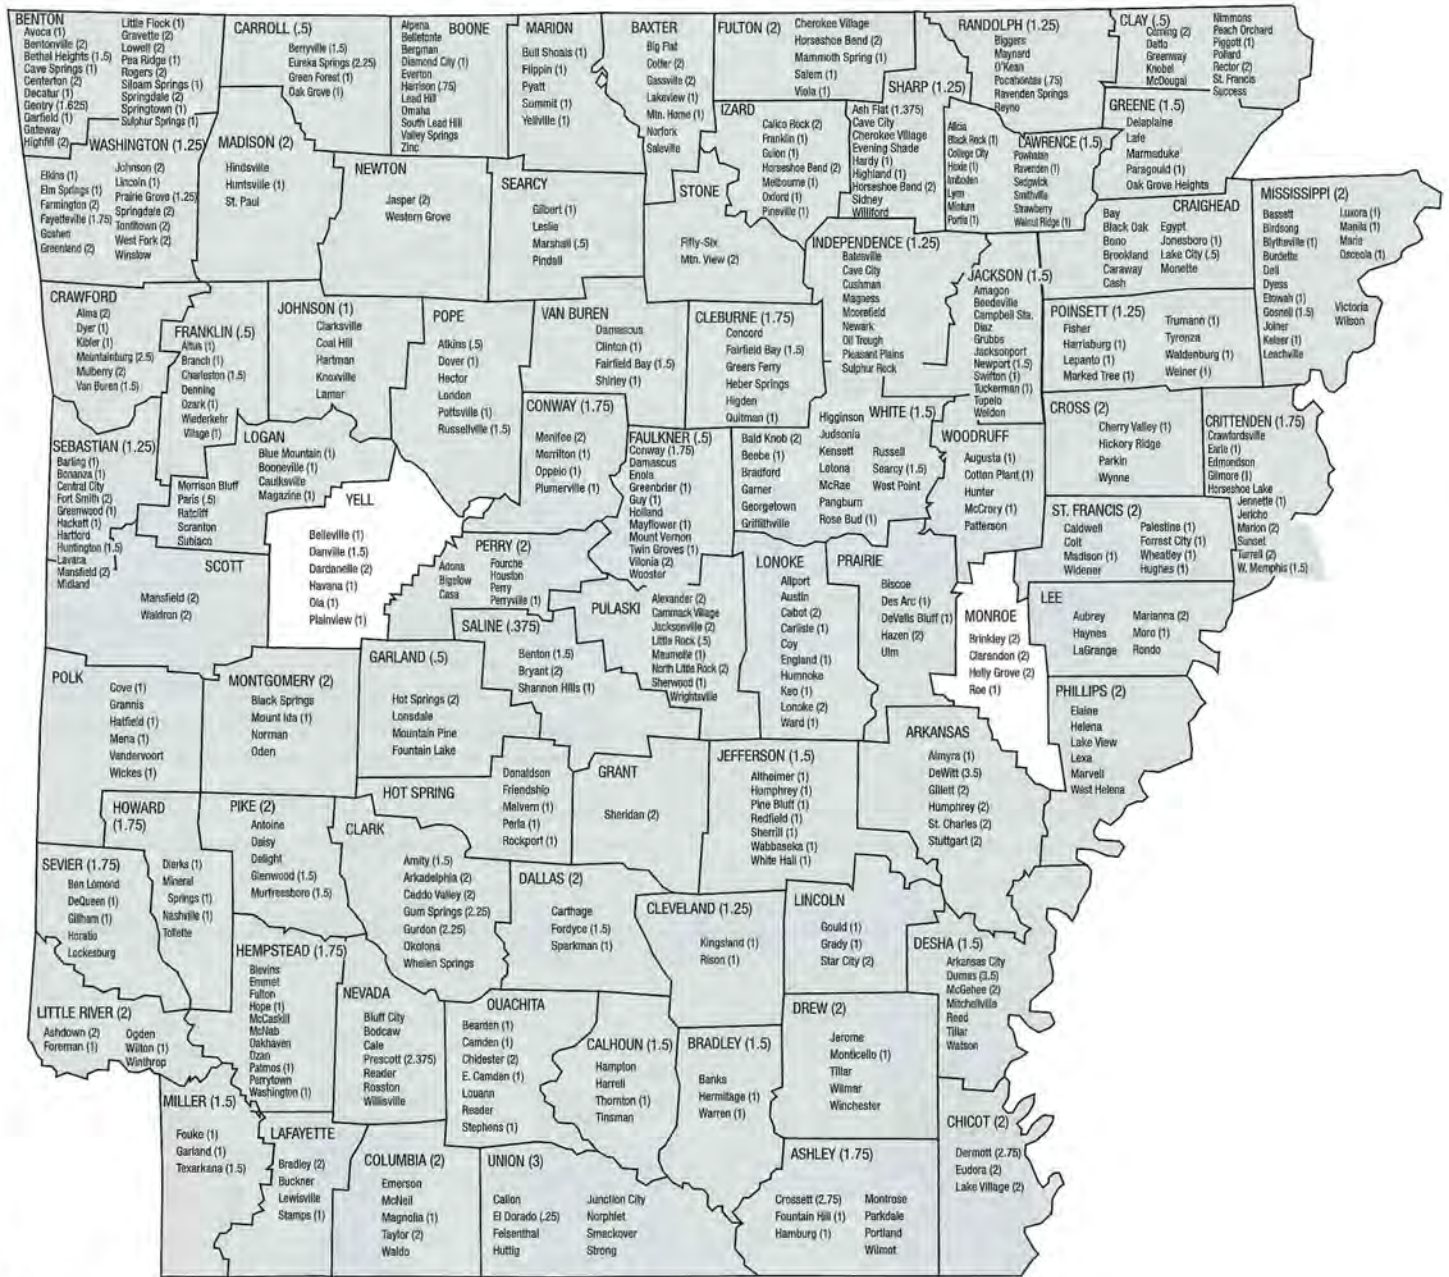 BENTON
Avoca (1)
Bentonville (2)
Bethel Heights (1.5)
Cave Springs (1)
Centerton (2)
Decatur (1)
Gentry (1.625)
Garfield (1)
Gateway
Highfill (2)
Little Flock (1)
Gravette (2)
Lowell (2)
Pea Ridge (1)
Rogers (2)
Siloam Springs (1)
Springdale (2)
Springtown (1)
Sulphur Springs (1)
CARROLL (.5)
Berryville (1.5)
Eureka Springs (2.25)
Green Forest (1)
Oak Grove (1)
BOONE
Alpena
Bellefonte
Bergman
Diamond City (1)
Everton
Harrison (.75)
Lead Hill
Omaha
South Lead Hill
Valley Springs
Zinc
MARION
Bull Shoals (1)
Flippin (1)
Pyatt
Summit (1)
Yellville (1)
BAXTER
Big Flat
Cotter (2)
Gassville (2)
Lakeview (1)
Mtn. Home (1)
Norfork
Saleville
FULTON (2)
Cherokee Village
Horseshoe Bend (2)
Mammoth Spring (1)
Salem (1)
Viola (1)
SHARP (1.25)
Ash Flat (1.375)
Cave City
Cherokee Village
Evening Shade
Hardy (1)
Highland (1)
Horseshoe Bend (2)
Sidney
Williford
RANDOLPH (1.25)
Biggers
Maynard
O'Kean
Pocahontas (.75)
Ravenden Springs
Reyno
CLAY (.5)
Corning (2)
Datto
Greenway
Knobel
McDougal
Nimmons
Peach Orchard
Piggott (1)
Pollard
Rector (2)
St. Francis
Success
GREENE (1.5)
Delaplaine
Lafe
Marmaduke
Paragould (1)
Oak Grove Heights
WASHINGTON (1.25)
Elkins (1)
Elm Springs (1)
Farmington (2)
Fayetteville (1.75)
Goshen
Greenland (2)
Johnson (2)
Lincoln (1)
Prairie Grove (1.25)
Springdale (2)
Tontitown (2)
West Fork (2)
Winslow
MADISON (2)
Hindsville
Huntsville (1)
St. Paul
NEWTON
Jasper (2)
Western Grove
SEARCY
Gilbert (1)
Leslie
Marshall (.5)
Pindall
STONE
Fifty-Six
Mtn. View (2)
IZARD
Calico Rock (2)
Franklin (1)
Guion (1)
Horseshoe Bend (2)
Melbourne (1)
Oxford (1)
Pineville (1)
LAWRENCE (1.5)
Alicia
Black Rock (1)
College City
Hoxie (1)
Imboden
Lynn
Minturn
Portia (1)
Powhatan
Ravenden (1)
Sedgwick
Smithville
Strawberry
Walnut Ridge (1)
CRAIGHEAD
Bay
Black Oak
Bono
Brookland
Caraway
Cash
Egypt
Jonesboro (1)
Lake City (.5)
Monette
MISSISSIPPI (2)
Bassett
Birdsong
Blytheville (1)
Burdette
Dell
Dyess
Etowah (1)
Gosnell (1.5)
Joiner
Keiser (1)
Leachville
Luxora (1)
Manila (1)
Marie
Osceola (1)
Victoria
Wilson
CRAWFORD
Alma (2)
Dyer (1)
Kibler (1)
Mountainburg (2.5)
Mulberry (2)
Van Buren (1.5)
FRANKLIN (.5)
Altus (1)
Branch (1)
Charleston (1.5)
Denning
Ozark (1)
Wiederkehr
Village (1)
JOHNSON (1)
Clarksville
Coal Hill
Hartman
Knoxville
Lamar
POPE
Atkins (.5)
Dover (1)
Hector
London
Pottsville (1)
Russellville (1.5)
VAN BUREN
Damascus
Clinton (1)
Fairfield Bay (1.5)
Shirley (1)
CLEBURNE (1.75)
Concord
Fairfield Bay (1.5)
Greers Ferry
Heber Springs
Higden
Quitman (1)
INDEPENDENCE (1.25)
Batesville
Cave City
Cushman
Magness
Moorefield
Newark
Oil Trough
Pleasant Plains
Sulphur Rock
JACKSON (1.5)
Amagon
Beedeville
Campbell Sta.
Diaz
Grubbs
Jacksonport
Newport (1.5)
Swifton (1)
Tuckerman (1)
Tupelo
Weldon
POINSETT (1.25)
Fisher
Harrisburg (1)
Lepanto (1)
Marked Tree (1)
Trumann (1)
Tyronza
Waldenburg (1)
Weiner (1)
SEBASTIAN (1.25)
Barling (1)
Bonanza (1)
Central City
Fort Smith (2)
Greenwood (1)
Hackett (1)
Hartford
Huntington (1.5)
Lavaca
Mansfield (2)
Midland
LOGAN
Blue Mountain (1)
Booneville (1)
Caulksville
Magazine (1)
Morrison Bluff
Paris (.5)
Ratcliff
Scranton
Subiaco
CONWAY (1.75)
Menifee (2)
Morrilton (1)
Oppelo (1)
Plumerville (1)
FAULKNER (.5)
Conway (1.75)
Damascus
Enola
Greenbrier (1)
Guy (1)
Holland
Mayflower (1)
Mount Vernon
Twin Groves (1)
Vilonia (2)
Wooster
WHITE (1.5)
Bald Knob (2)
Beebe (1)
Bradford
Garner
Georgetown
Griffithville
Higginson
Judsonia
Kensett
Letona
McRae
Pangburn
Rose Bud (1)
Russell
Searcy (1.5)
West Point
WOODRUFF
Augusta (1)
Cotton Plant (1)
Hunter
McCrory (1)
Patterson
CROSS (2)
Cherry Valley (1)
Hickory Ridge
Parkin
Wynne
CRITTENDEN (1.75)
Crawfordsville
Earle (1)
Edmondson
Gilmore (1)
Horseshoe Lake
Jennette (1)
Jericho
Marion (2)
Sunset
Turrell (2)
W. Memphis (1.5)
ST. FRANCIS (2)
Caldwell
Colt
Madison (1)
Widener
Palestine (1)
Forrest City (1)
Wheatley (1)
Hughes (1)
YELL
Belleville (1)
Danville (1.5)
Dardanelle (2)
Havana (1)
Ola (1)
Plainview (1)
SCOTT
Mansfield (2)
Waldron (2)
PERRY (2)
Adona
Bigelow
Casa
Fourche
Houston
Perry
Perryville (1)
PULASKI
Alexander (2)
Cammack Village
Jacksonville (2)
Little Rock (.5)
Maumelle (1)
North Little Rock (2)
Sherwood (1)
Wrightsville
LONOKE
Allport
Austin
Cabot (2)
Carlisle (1)
Coy
England (1)
Humnoke
Keo (1)
Lonoke (2)
Ward (1)
PRAIRIE
Biscoe
Des Arc (1)
DeValls Bluff (1)
Hazen (2)
Ulm
MONROE
Brinkley (2)
Clarendon (2)
Holly Grove (2)
Roe (1)
LEE
Aubrey
Haynes
LaGrange
Marianna (2)
Moro (1)
Rondo
POLK
Cove (1)
Grannis
Hatfield (1)
Mena (1)
Vandervoort
Wickes (1)
MONTGOMERY (2)
Black Springs
Mount Ida (1)
Norman
Oden
GARLAND (.5)
Hot Springs (2)
Lonsdale
Mountain Pine
Fountain Lake
SALINE (.375)
Benton (1.5)
Bryant (2)
Shannon Hills (1)
PHILLIPS (2)
Elaine
Helena
Lake View
Lexa
Marvell
West Helena
HOWARD
(1.75)
Dierks (1)
Mineral
Springs (1)
Nashville (1)
Tollette
PIKE (2)
Antoine
Daisy
Delight
Glenwood (1.5)
Murfreesboro (1.5)
HOT SPRING
Donaldson
Friendship
Malvern (1)
Perla (1)
Rockport (1)
GRANT
Sheridan (2)
JEFFERSON (1.5)
Altheimer (1)
Humphrey (1)
Pine Bluff (1)
Redfield (1)
Sherrill (1)
Wabbaseka (1)
White Hall (1)
ARKANSAS
Almyra (1)
DeWitt (3.5)
Gillett (2)
Humphrey (2)
St. Charles (2)
Stuttgart (2)
SEVIER (1.75)
Ben Lomond
DeQueen (1)
Gillham (1)
Horatio
Lockesburg
CLARK
Amity (1.5)
Arkadelphia (2)
Caddo Valley (2)
Gum Springs (2.25)
Gurdon (2.25)
Okolona
Whelen Springs
DALLAS (2)
Carthage
Fordyce (1.5)
Sparkman (1)
CLEVELAND (1.25)
Kingsland (1)
Rison (1)
LINCOLN
Gould (1)
Grady (1)
Star City (2)
DESHA (1.5)
Arkansas City
Dumas (3.5)
McGehee (2)
Mitchellville
Reed
Tillar
Watson
LITTLE RIVER (2)
Ashdown (2)
Foreman (1)
Ogden
Wilton (1)
Winthrop
HEMPSTEAD (1.75)
Blevins
Emmet
Fulton
Hope (1)
McCaskill
McNab
Oakhaven
Ozan
Patmos (1)
Perrytown
Washington (1)
NEVADA
Bluff City
Bodcaw
Cale
Prescott (2.375)
Reader
Rosston
Willisville
OUACHITA
Bearden (1)
Camden (1)
Chidester (2)
E. Camden (1)
Louann
Reader
Stephens (1)
CALHOUN (1.5)
Hampton
Harrell
Thornton (1)
Tinsman
BRADLEY (1.5)
Banks
Hermitage (1)
Warren (1)
DREW (2)
Jerome
Monticello (1)
Tillar
Wilmar
Winchester
MILLER (1.5)
Fouke (1)
Garland (1)
Texarkana (1.5)
LAFAYETTE
Bradley (2)
Buckner
Lewisville
Stamps (1)
COLUMBIA (2)
Emerson
McNeil
Magnolia (1)
Taylor (2)
Waldo
UNION (3)
Calion
El Dorado (.25)
Felsenthal
Huttig
Junction City
Norphlet
Smackover
Strong
ASHLEY (1.75)
Crossett (2.75)
Fountain Hill (1)
Hamburg (1)
Montrose
Parkdale
Portland
Wilmot
CHICOT (2)
Dermott (2.75)
Eudora (2)
Lake Village (2)